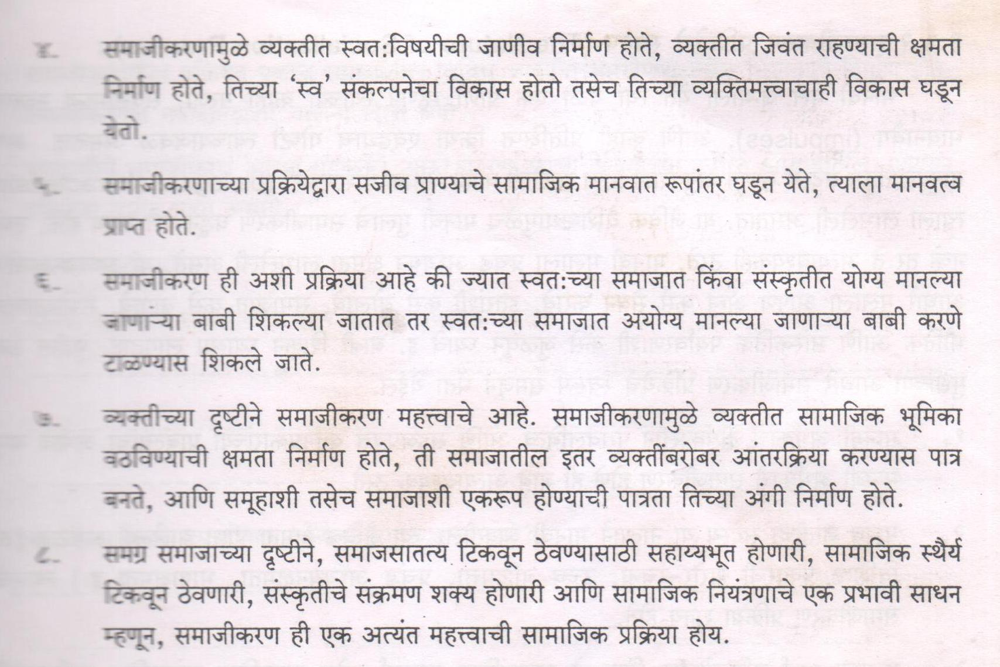 ४. समाजीकरणामुळे व्यक्तीत स्वत:विषयीची जाणीव निर्माण होते, व्यक्तीत जिवंत राहण्याची क्षमता
निर्माण होते, तिच्या ‘स्व’ संकल्पनेचा विकास होतो तसेच तिच्या व्यक्तिमत्त्वाचाही विकास घडून
येतो.
५. समाजीकरणाच्या प्रक्रियेद्वारा सजीव प्राण्याचे सामाजिक मानवात रूपांतर घडून येते, त्याला मानवत्व
प्राप्त होते.
६. समाजीकरण ही अशी प्रक्रिया आहे की ज्यात स्वत:च्या समाजात किंवा संस्कृतीत योग्य मानल्या
जाणाऱ्या बाबी शिकल्या जातात तर स्वत:च्या समाजात अयोग्य मानल्या जाणाऱ्या बाबी करणे
टाळण्यास शिकले जाते.
७. व्यक्तीच्या दृष्टीने समाजीकरण महत्त्वाचे आहे. समाजीकरणामुळे व्यक्तीत सामाजिक भूमिका
वठविण्याची क्षमता निर्माण होते, ती समाजातील इतर व्यक्तींबरोबर आंतरक्रिया करण्यास पात्र
बनते, आणि समूहाशी तसेच समाजाशी एकरूप होण्याची पात्रता तिच्या अंगी निर्माण होते.
८. समग्र समाजाच्या दृष्टीने, समाजसातत्य टिकवून ठेवण्यासाठी सहाय्यभूत होणारी, सामाजिक स्थैर्य
टिकवून ठेवणारी, संस्कृतीचे संक्रमण शक्य होणारी आणि सामाजिक नियंत्रणाचे एक प्रभावी साधन
म्हणून, समाजीकरण ही एक अत्यंत महत्त्वाची सामाजिक प्रक्रिया होय.